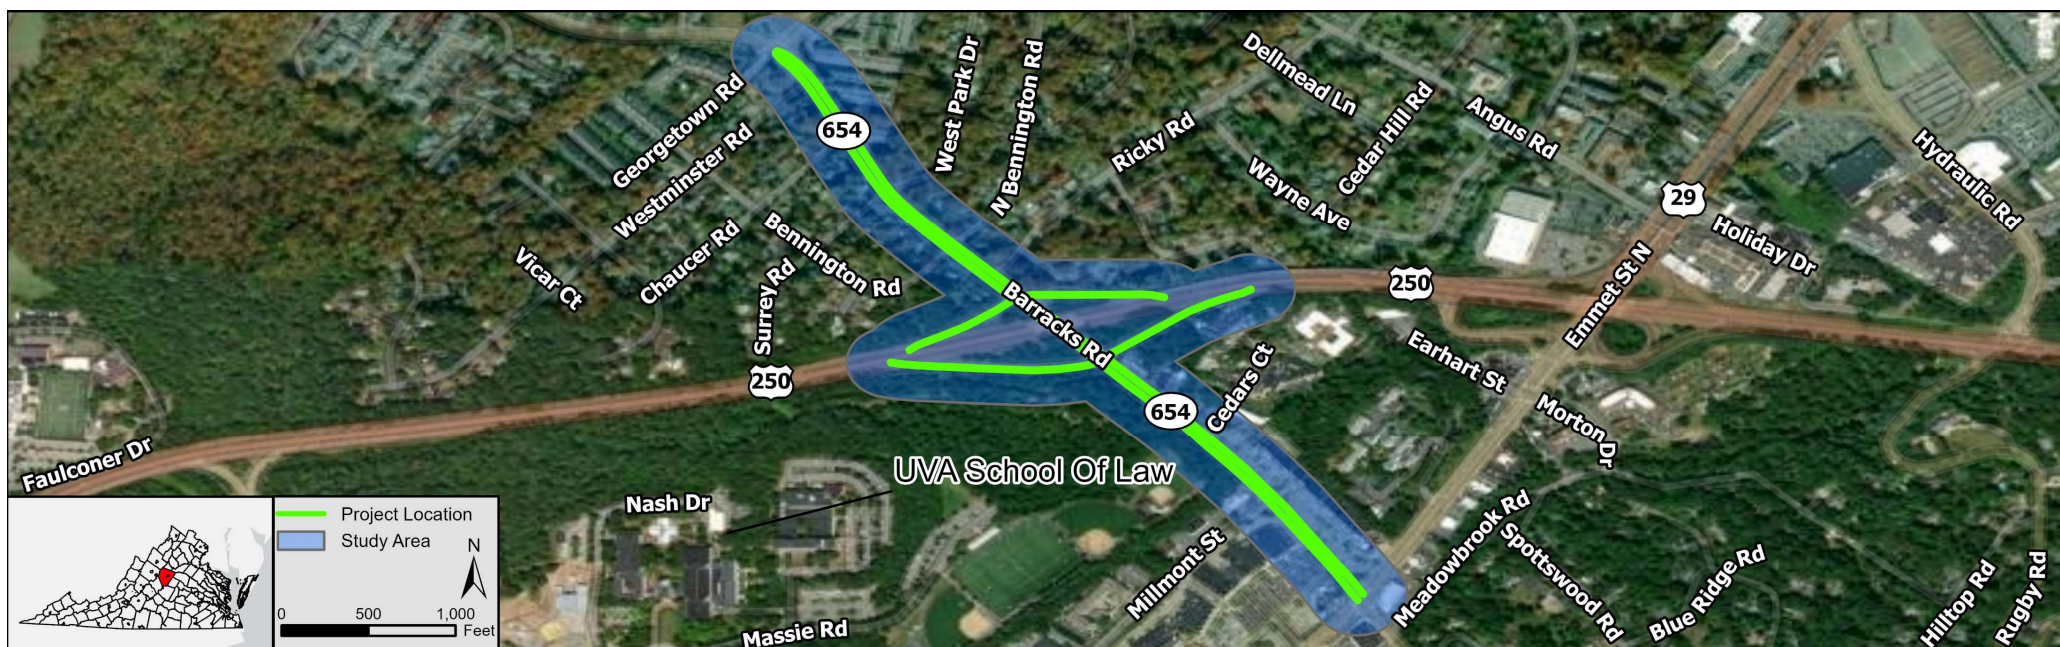 Georgetown Rd
Westminster Rd
654
West Park Dr
N Bennington Rd
Ricky Rd
Dellmead Ln
Cedar Hill Rd
Angus Rd
Wayne Ave
29
Hydraulic Rd
Holiday Dr
Vicar Ct
Chaucer Rd
Bennington Rd
Surrey Rd
250
Barracks Rd
250
Emmet St N
Earhart St
Morton Dr
654
Cedars Ct
Faulconer Dr
UVA School Of Law
Nash Dr
Massie Rd
Millmont St
Meadowbrook Rd
Spottswood Rd
Blue Ridge Rd
Hilltop Rd
Rugby Rd
Project Location
Study Area
N
0 500 1,000
Feet